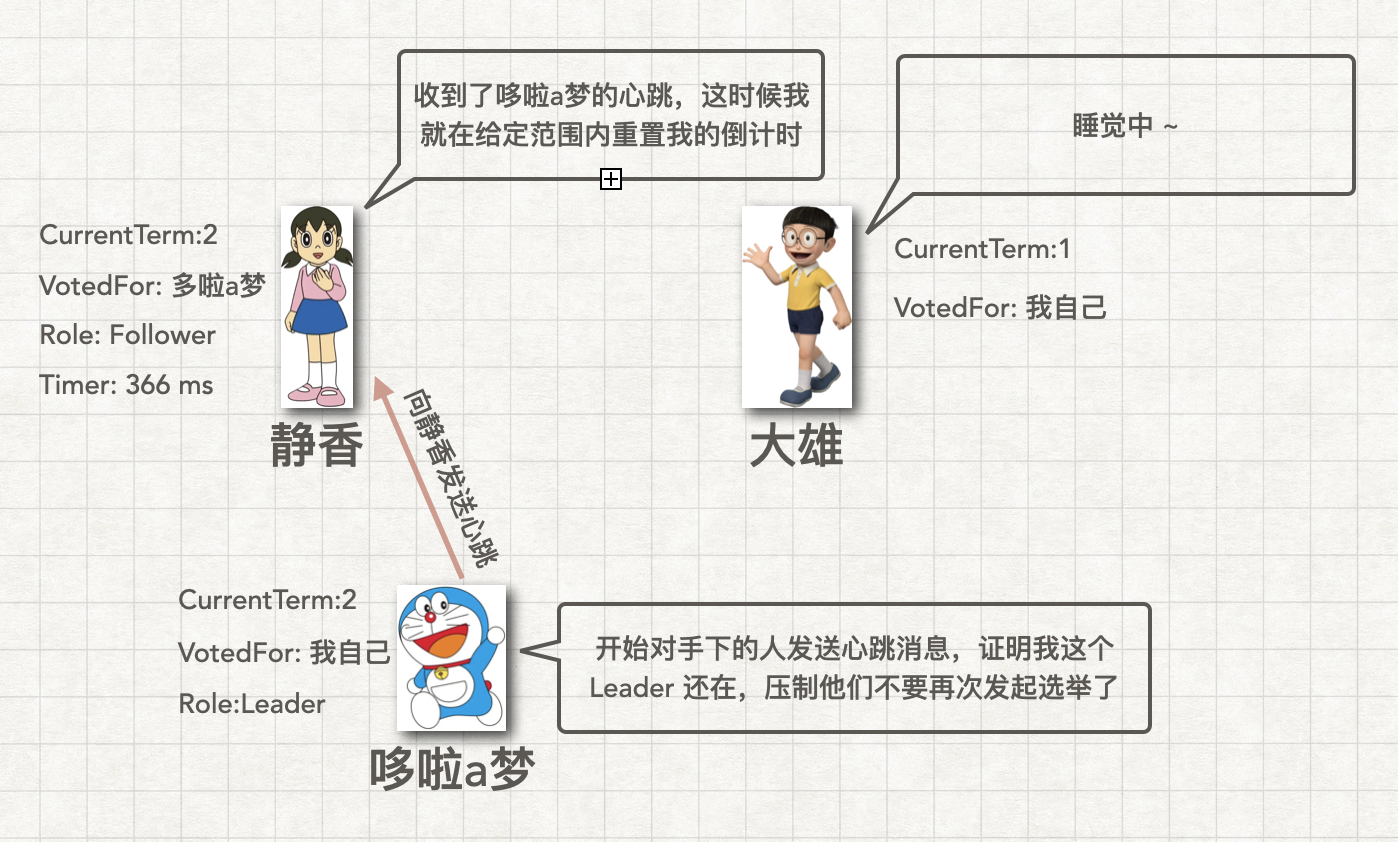 收到了哆啦a梦的心跳，这时候我
就在给定范围内重置我的倒计时
睡觉中 ~
CurrentTerm:2
VotedFor: 多啦a梦
Role: Follower
Timer: 366 ms
CurrentTerm:1
VotedFor: 我自己
静香
大雄
向静香发送心跳
CurrentTerm:2
VotedFor: 我自己
Role:Leader
开始对手下的人发送心跳消息，证明我这个
Leader 还在，压制他们不要再次发起选举了
哆啦a梦